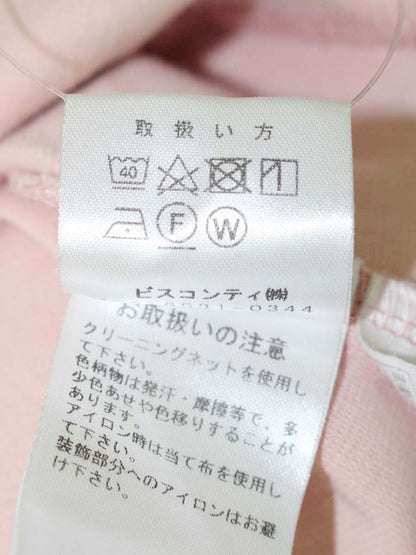 取扱い方
40
F W
ビスコンティ㈱
0344
お取扱いの注意
クリーニングネットを使用し
て下さい。
色柄物は発汗・摩擦等で、多
少色あせや色移りすることが
あります。
アイロン時は当て布を使用し
て下さい。
装飾部分へのアイロンはお避
け下さい。